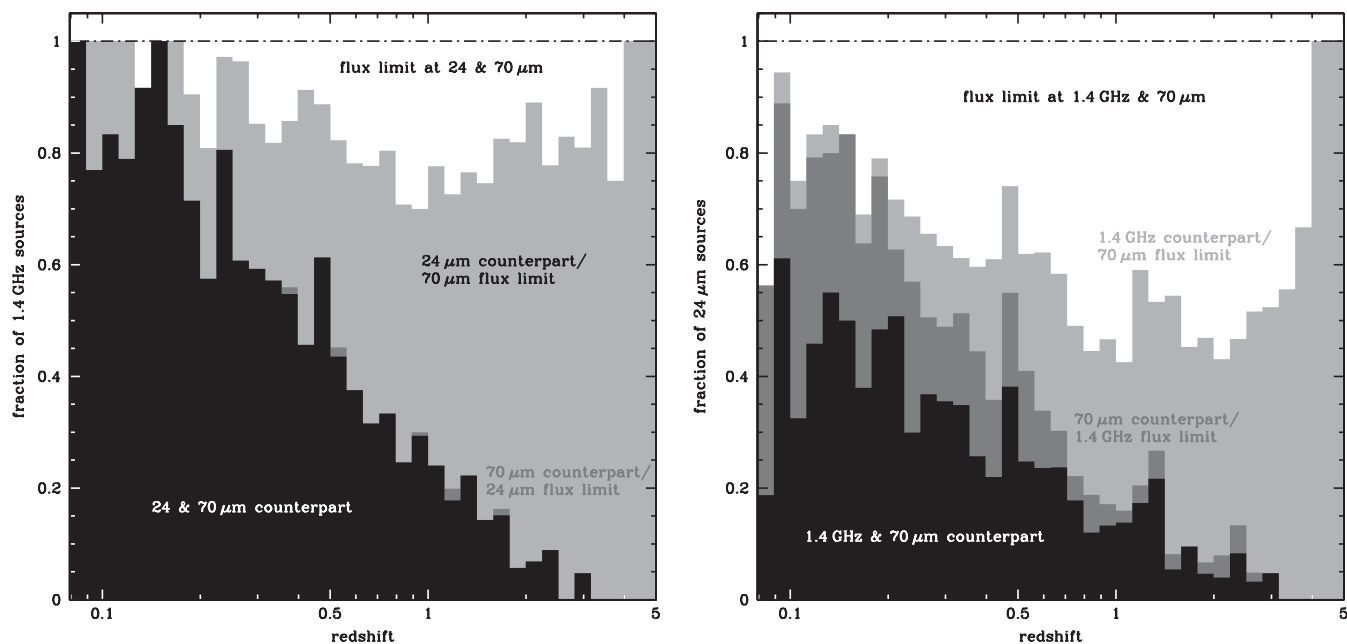 fraction of 1.4 GHz sources
1
0.8
0.6
0.4
0.2
0
flux limit at 24 & 70 μm
24 μm counterpart/
70 μm flux limit
70 μm counterpart/
24 μm flux limit
24 & 70 μm counterpart
0.1
0.5
1
5
redshift
fraction of 24 μm sources
1
0.8
0.6
0.4
0.2
0
flux limit at 1.4 GHz & 70 μm
1.4 GHz counterpart/
70 μm flux limit
70 μm counterpart/
1.4 GHz flux limit
1.4 GHz & 70 μm counterpart
0.1
0.5
1
5
redshift